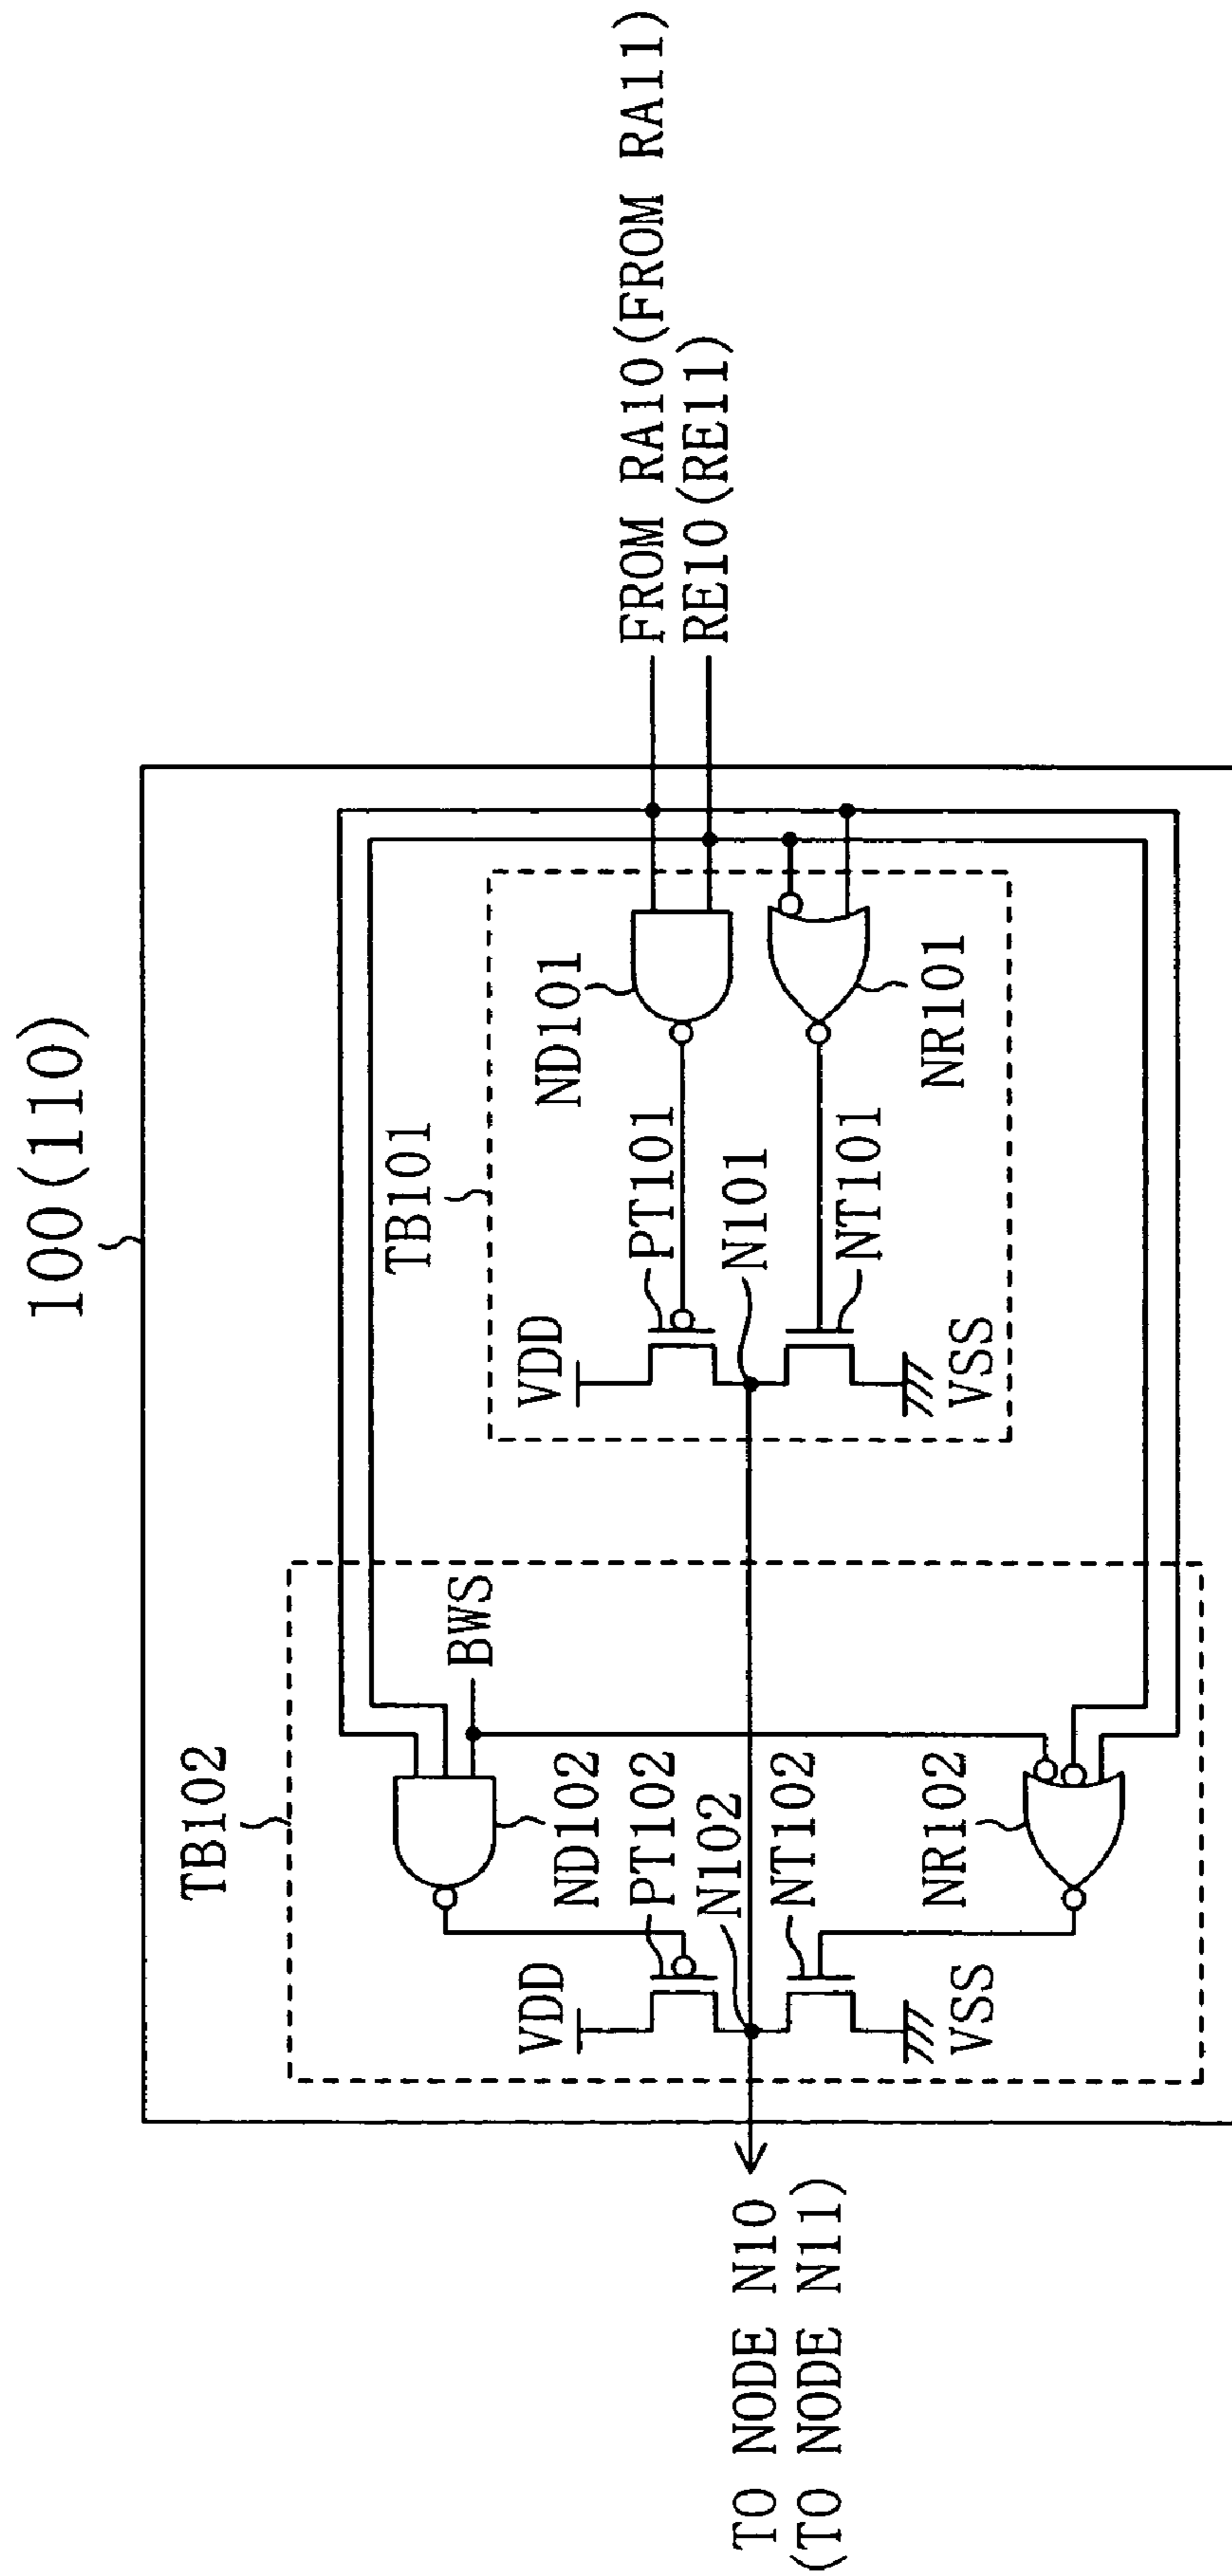 100(110)
TB102
TB101
BWS
ND102
ND101
VDD
PT102
VDD
PT101
FROM RA10(FROM RA11)
RE10(RE11)
N102
N101
TO NODE N10
(TO NODE N11)
NT102
NT101
NR102
NR101
VSS
VSS